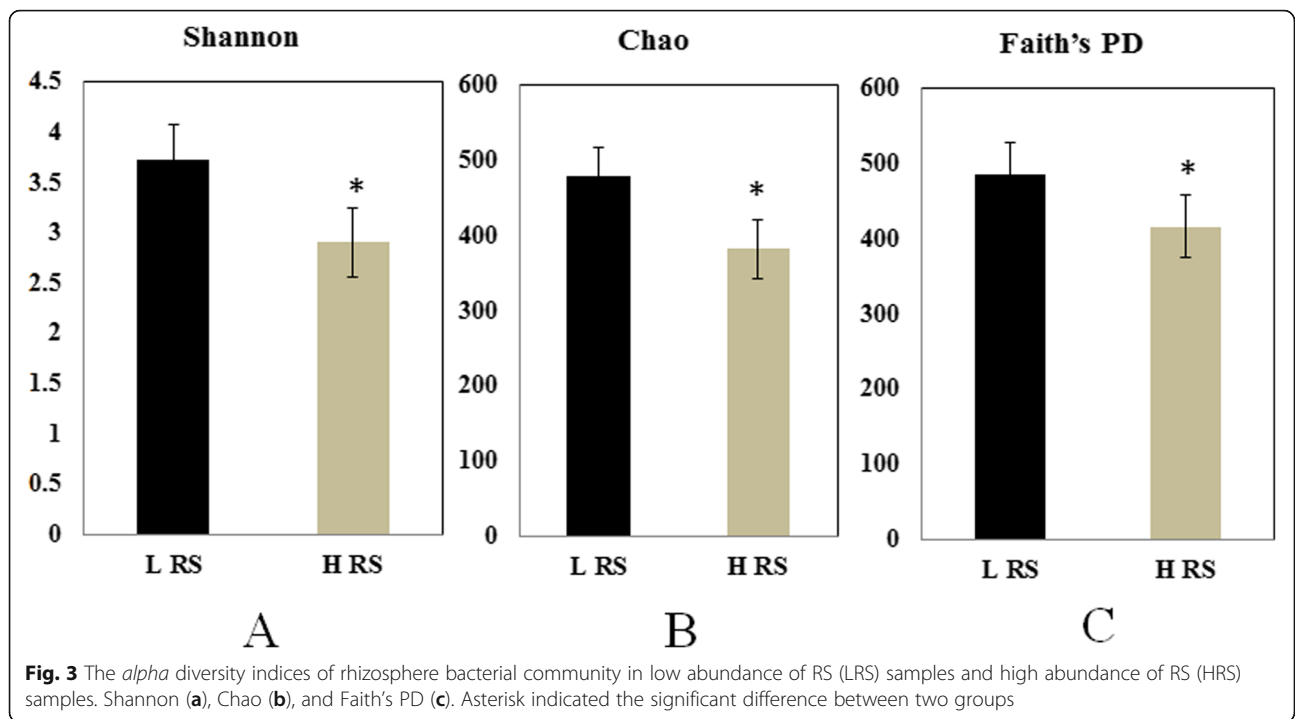 Shannon
4.5
4
3.5
3
2.5
2
1.5
1
0.5
0
*
L RS H RS
A
Chao
600
500
400
300
200
100
0
*
L RS H RS
B
Faith's PD
600
500
400
300
200
100
0
*
L RS H RS
C
Fig. 3 The alpha diversity indices of rhizosphere bacterial community in low abundance of RS (LRS) samples and high abundance of RS (HRS)
samples. Shannon (a), Chao (b), and Faith's PD (c). Asterisk indicated the significant difference between two groups